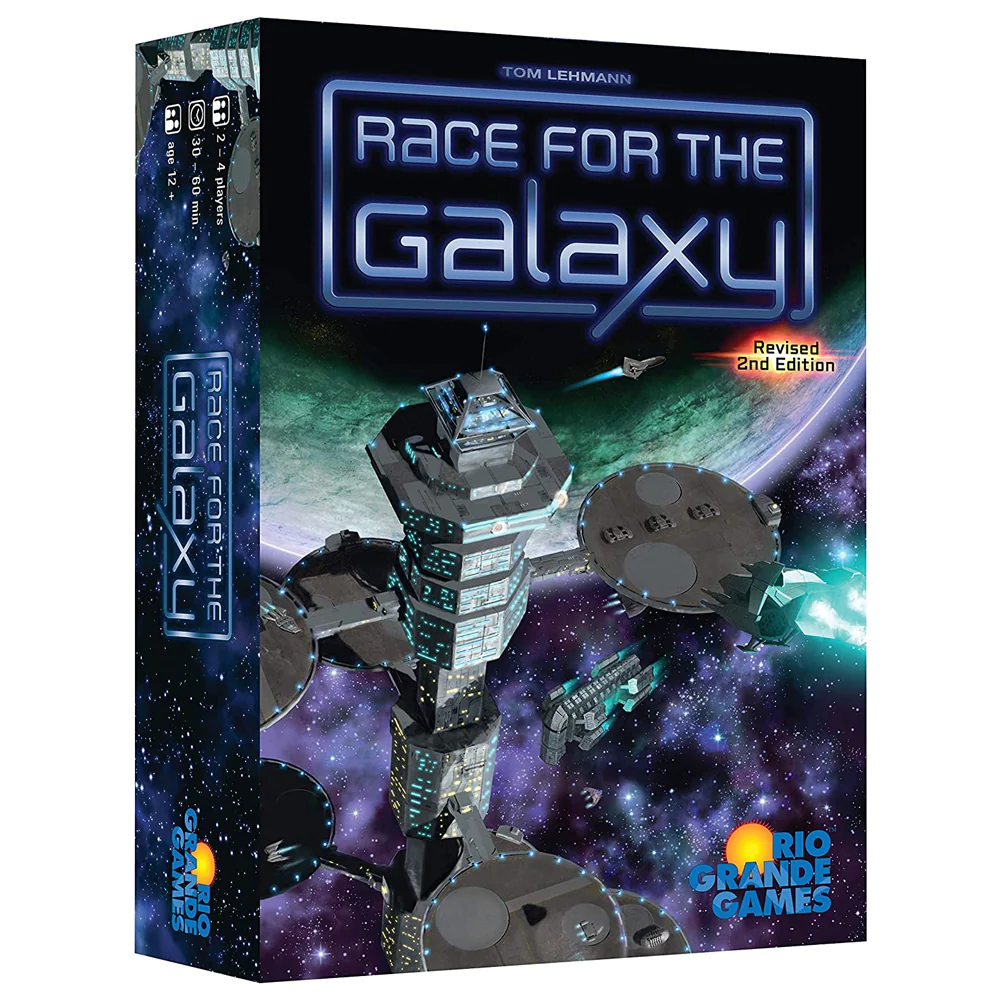 TOM LEHMANN
RACE FOR THE
GALAXY
Revised
2nd Edition
RIO
GRANDE
GAMES
2 – 4 players
30 – 60 min
age 12 +
RACE FOR THE
GALAXY
RIO
GRANDE
GAMES